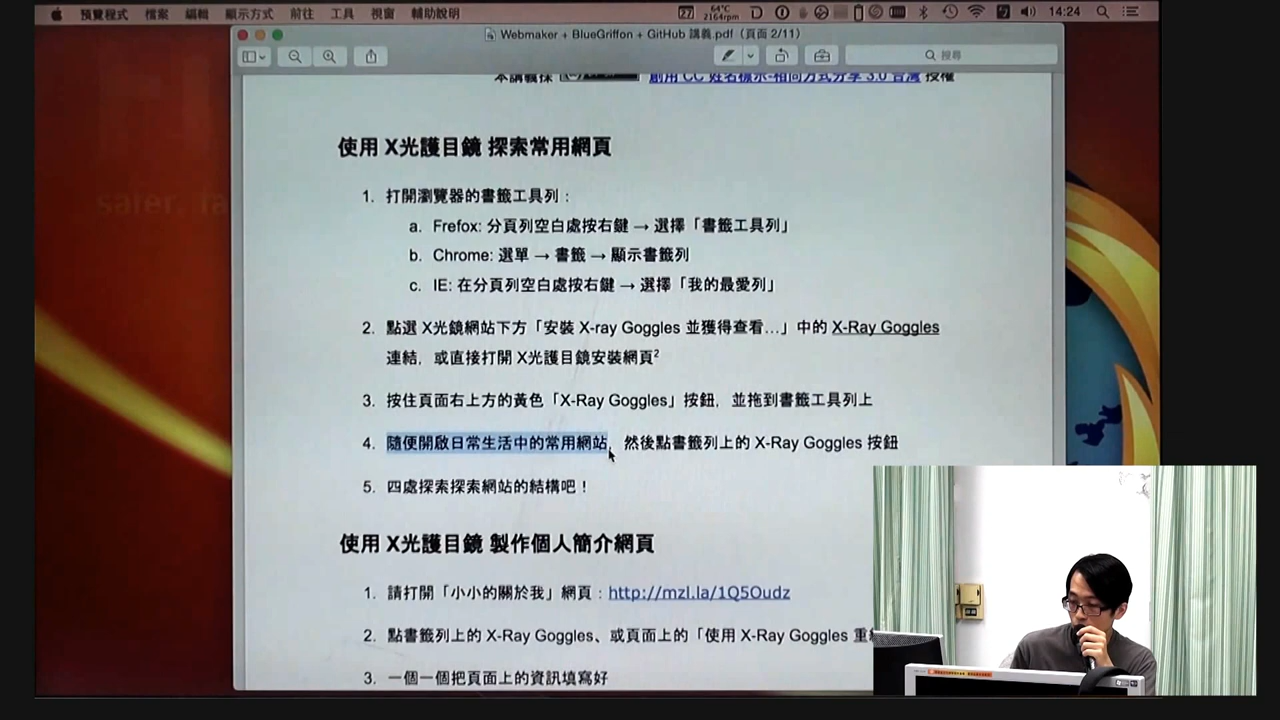 預覽程式 檔案 編輯 顯示方式 前往 工具 視窗 輔助說明 27 64°C 2164rpm 14:24
Webmaker + BlueGriffon + GitHub 講義.pdf（頁面 2/11）
搜尋
本講義採 創用 CC 姓名標示-相同方式分享 3.0 台灣 授權
使用 X光護目鏡 探索常用網頁
1. 打開瀏覽器的書籤工具列：
a. Frefox: 分頁列空白處按右鍵 → 選擇「書籤工具列」
b. Chrome: 選單 → 書籤 → 顯示書籤列
c. IE: 在分頁列空白處按右鍵 → 選擇「我的最愛列」
2. 點選 X光鏡網站下方「安裝 X-ray Goggles 並獲得查看...」中的 X-Ray Goggles
連結，或直接打開 X光護目鏡安裝網頁²
3. 按住頁面右上方的黃色「X-Ray Goggles」按鈕，並拖到書籤工具列上
4. 隨便開啟日常生活中的常用網站，然後點書籤列上的 X-Ray Goggles 按鈕
5. 四處探索探索網站的結構吧！
使用 X光護目鏡 製作個人簡介網頁
1. 請打開「小小的關於我」網頁：http://mzl.la/1Q5Oudz
2. 點書籤列上的 X-Ray Goggles、或頁面上的「使用 X-Ray Goggles 重
3. 一個一個把頁面上的資訊填寫好